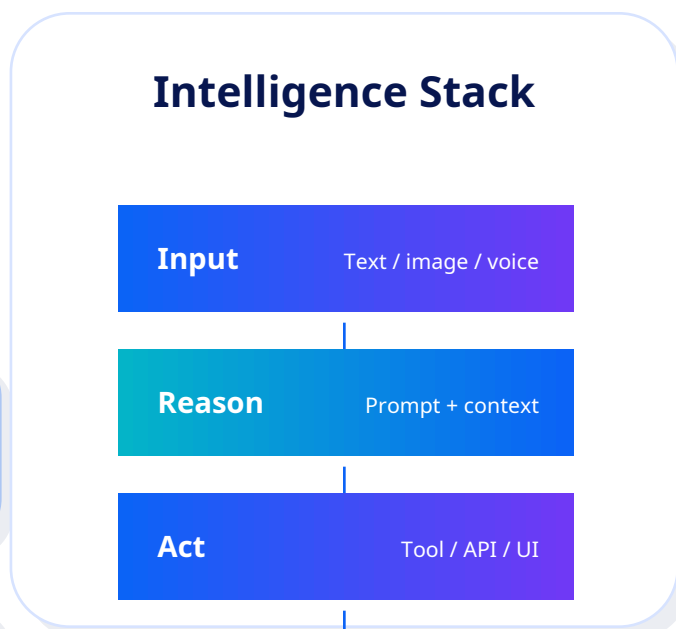 Intelligence Stack
Input Text / image / voice
Reason Prompt + context
Act Tool / API / UI